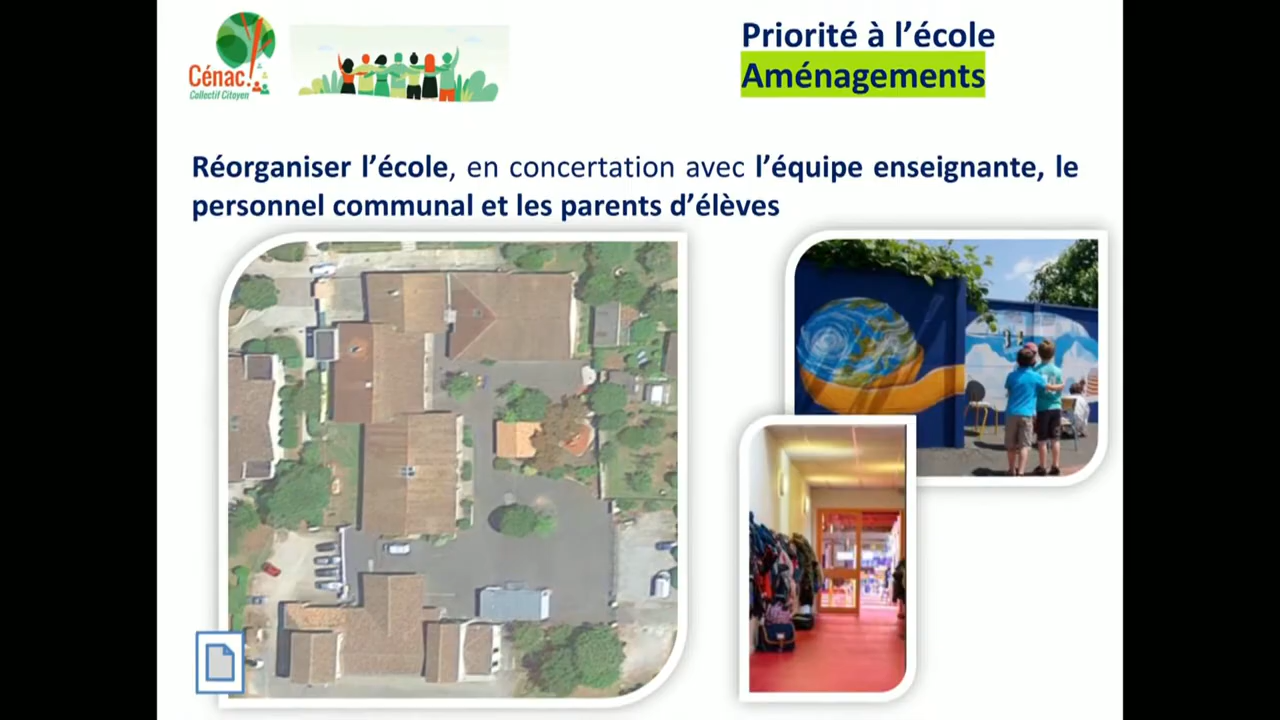 Cénac !
Collectif Citoyen
Priorité à l’école
Aménagements
Réorganiser l’école, en concertation avec l’équipe enseignante, le
personnel communal et les parents d’élèves